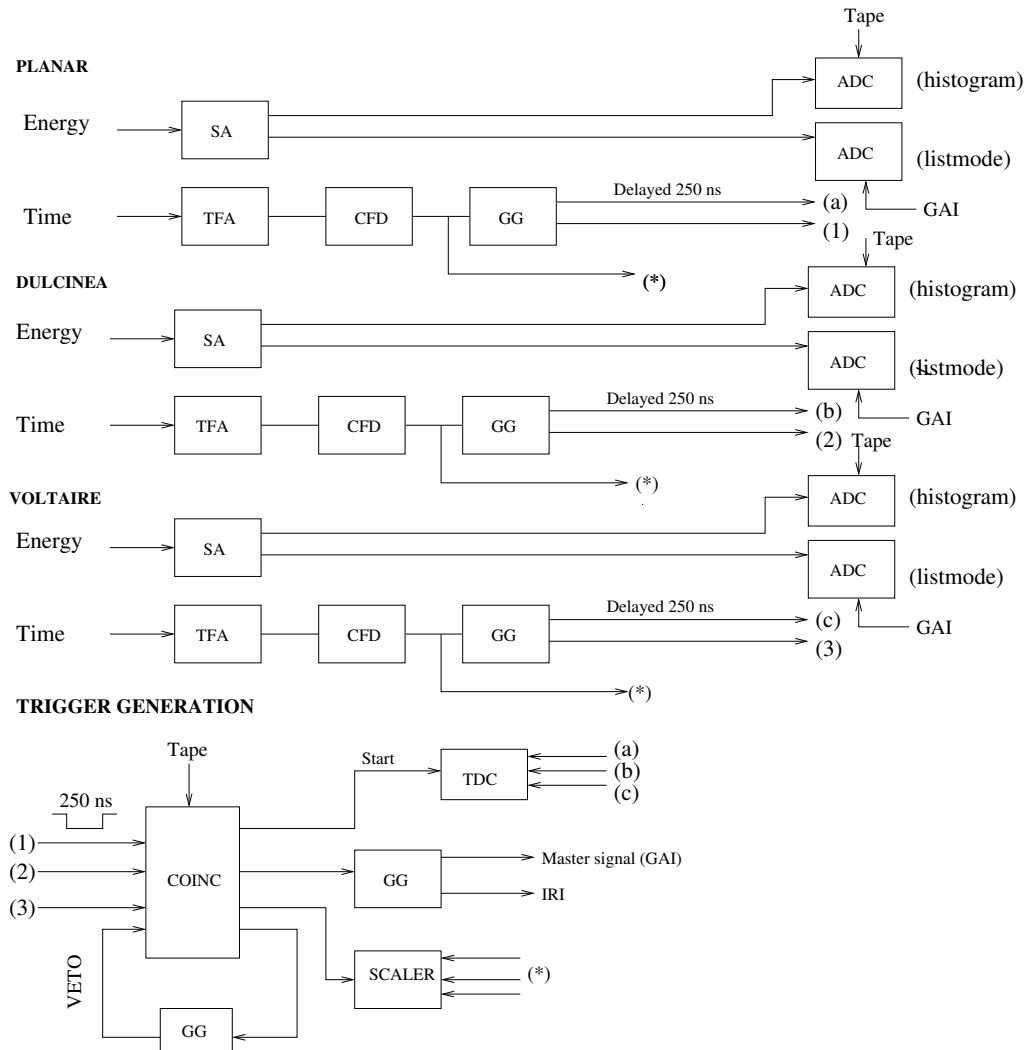 Tape
PLANAR
ADC
(histogram)
Energy
SA
ADC
(listmode)
Delayed 250 ns
(a)
Time
TFA
CFD
GG
(1)
GAI
Tape
(*)
DULCINEA
ADC
(histogram)
Energy
SA
ADC
(listmode)
Delayed 250 ns
(b)
Time
TFA
CFD
GG
(2)
GAI
Tape
(*)
VOLTAIRE
ADC
(histogram)
Energy
SA
ADC
(listmode)
Delayed 250 ns
(c)
Time
TFA
CFD
GG
(3)
GAI
(*)
TRIGGER GENERATION
Tape
Start
TDC
(a)
(b)
(c)
250 ns
(1)
(2)
(3)
COINC
GG
Master signal (GAI)
IRI
VETO
SCALER
(*)
GG